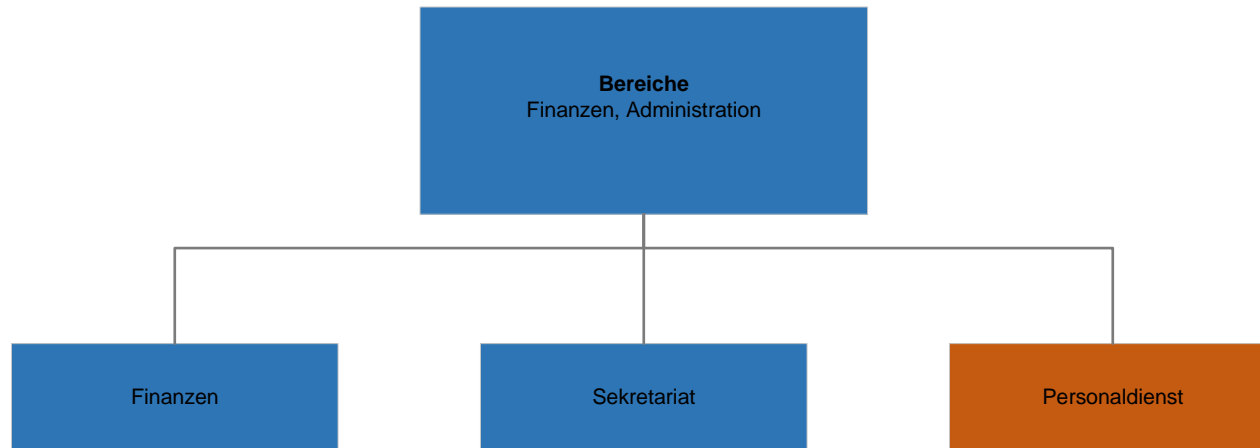 Bereiche
Finanzen, Administration
Finanzen
Sekretariat
Personaldienst